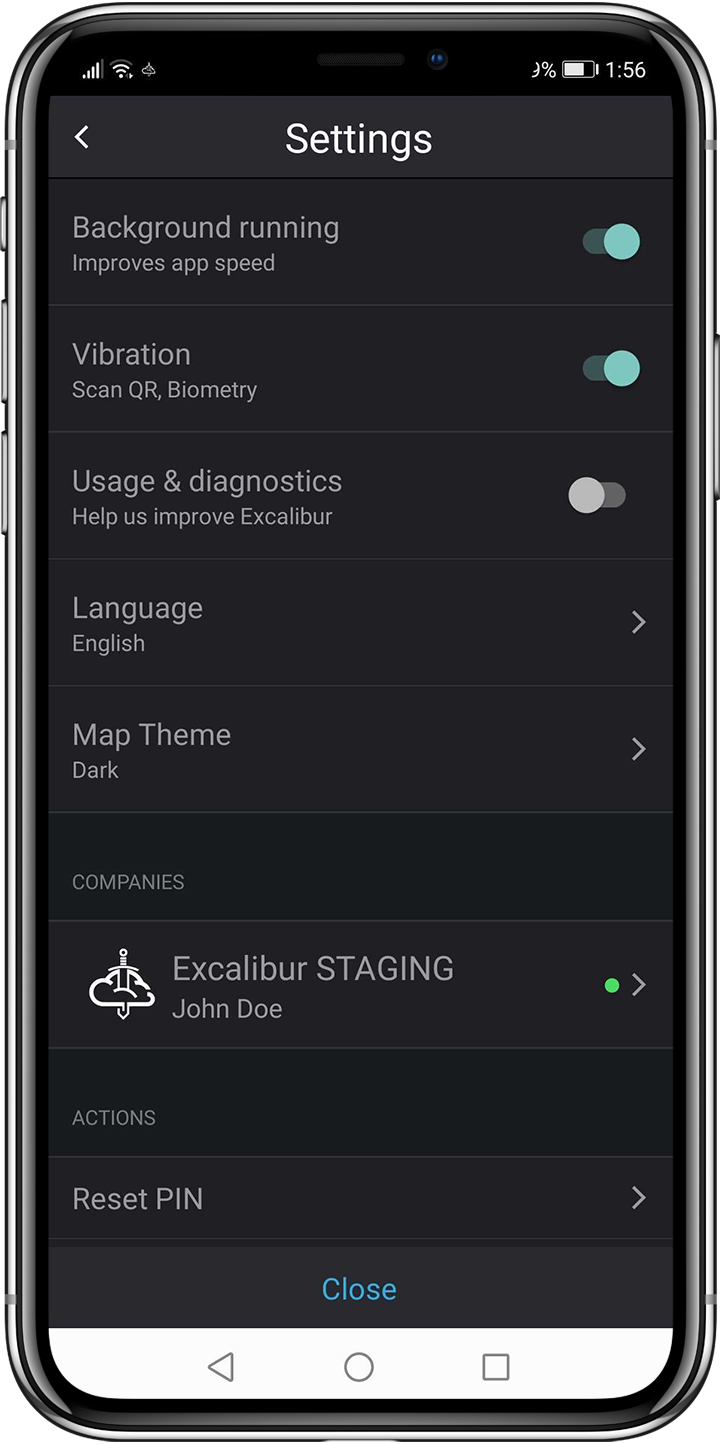 % 1:56
Settings
Background running
Improves app speed
Vibration
Scan QR, Biometry
Usage & diagnostics
Help us improve Excalibur
Language
English
Map Theme
Dark
COMPANIES
Excalibur STAGING
John Doe
ACTIONS
Reset PIN
Close